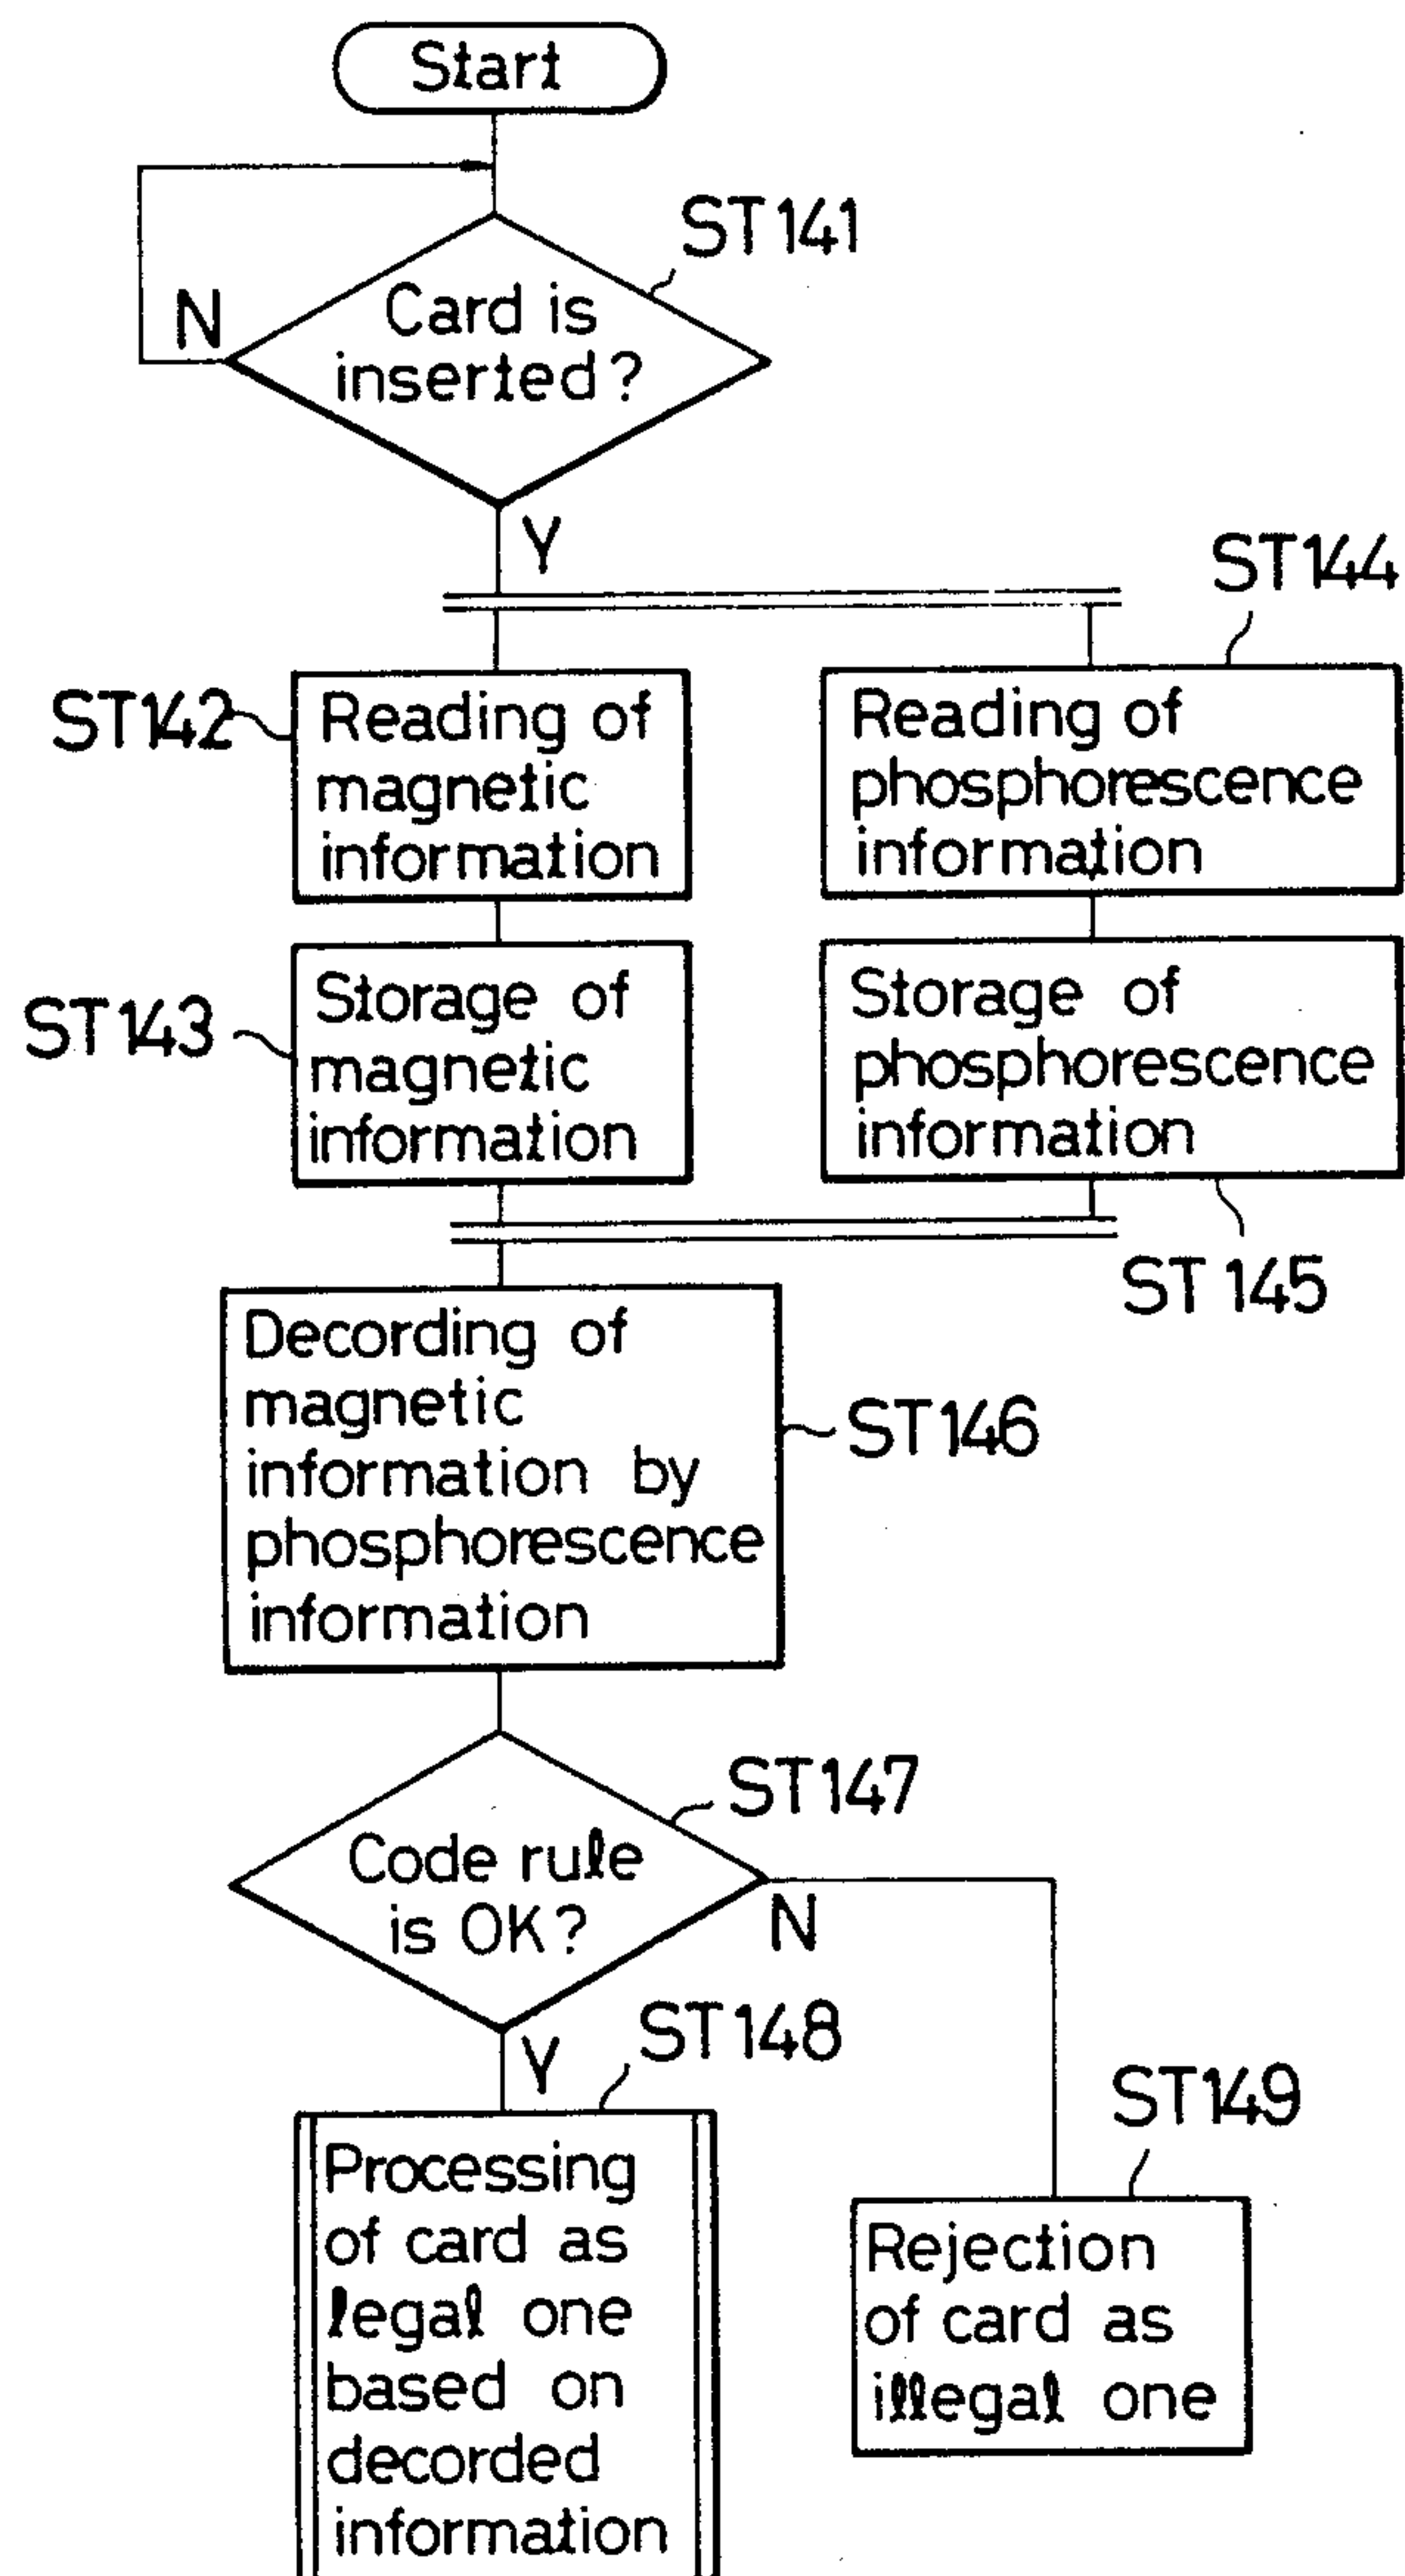 Start
ST141
Card is
inserted?
N
Y
ST144
ST142
Reading of
magnetic
information
Reading of
phosphorescence
information
ST143
Storage of
magnetic
information
Storage of
phosphorescence
information
ST 145
Decording of
magnetic
information by
phosphorescence
information
ST146
ST147
Code rule
is OK?
N
Y
ST148
ST149
Processing
of card as
legal one
based on
decorded
information
Rejection
of card as
illegal one